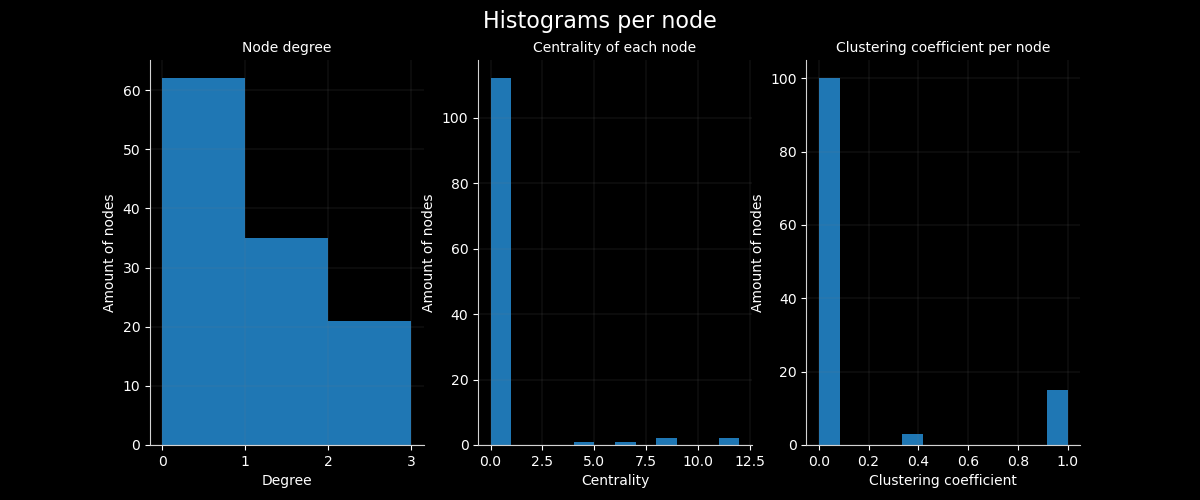 Histograms per node
Node degree
Amount of nodes
60
50
40
30
20
10
0
0 1 2 3
Degree
Centrality of each node
Amount of nodes
100
80
60
40
20
0
0.0 2.5 5.0 7.5 10.0 12.5
Centrality
Clustering coefficient per node
Amount of nodes
100
80
60
40
20
0
0.0 0.2 0.4 0.6 0.8 1.0
Clustering coefficient